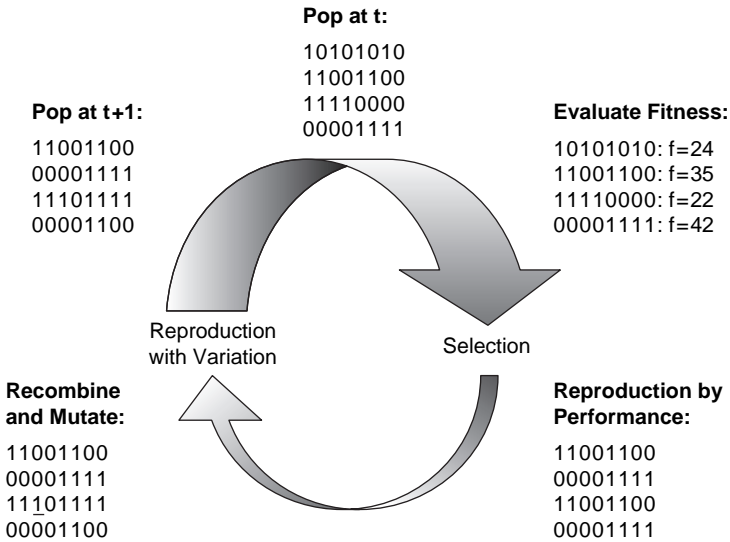 Pop at t:
10101010
11001100
11110000
00001111
Pop at t+1:
11001100
00001111
11101111
00001100
Evaluate Fitness:
10101010: f=24
11001100: f=35
11110000: f=22
00001111: f=42
Reproduction
with Variation
Selection
Recombine
and Mutate:
11001100
00001111
11101111
00001100
Reproduction by
Performance:
11001100
00001111
11001100
00001111